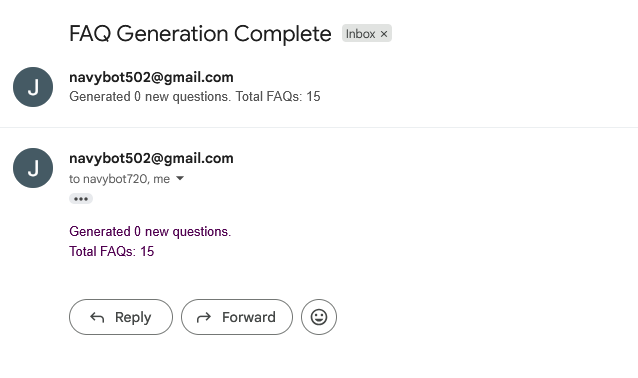 FAQ Generation Complete Inbox ×
J
navybot502@gmail.com
Generated 0 new questions. Total FAQs: 15
J
navybot502@gmail.com
to navybot720, me
•••
Generated 0 new questions.
Total FAQs: 15
Reply Forward